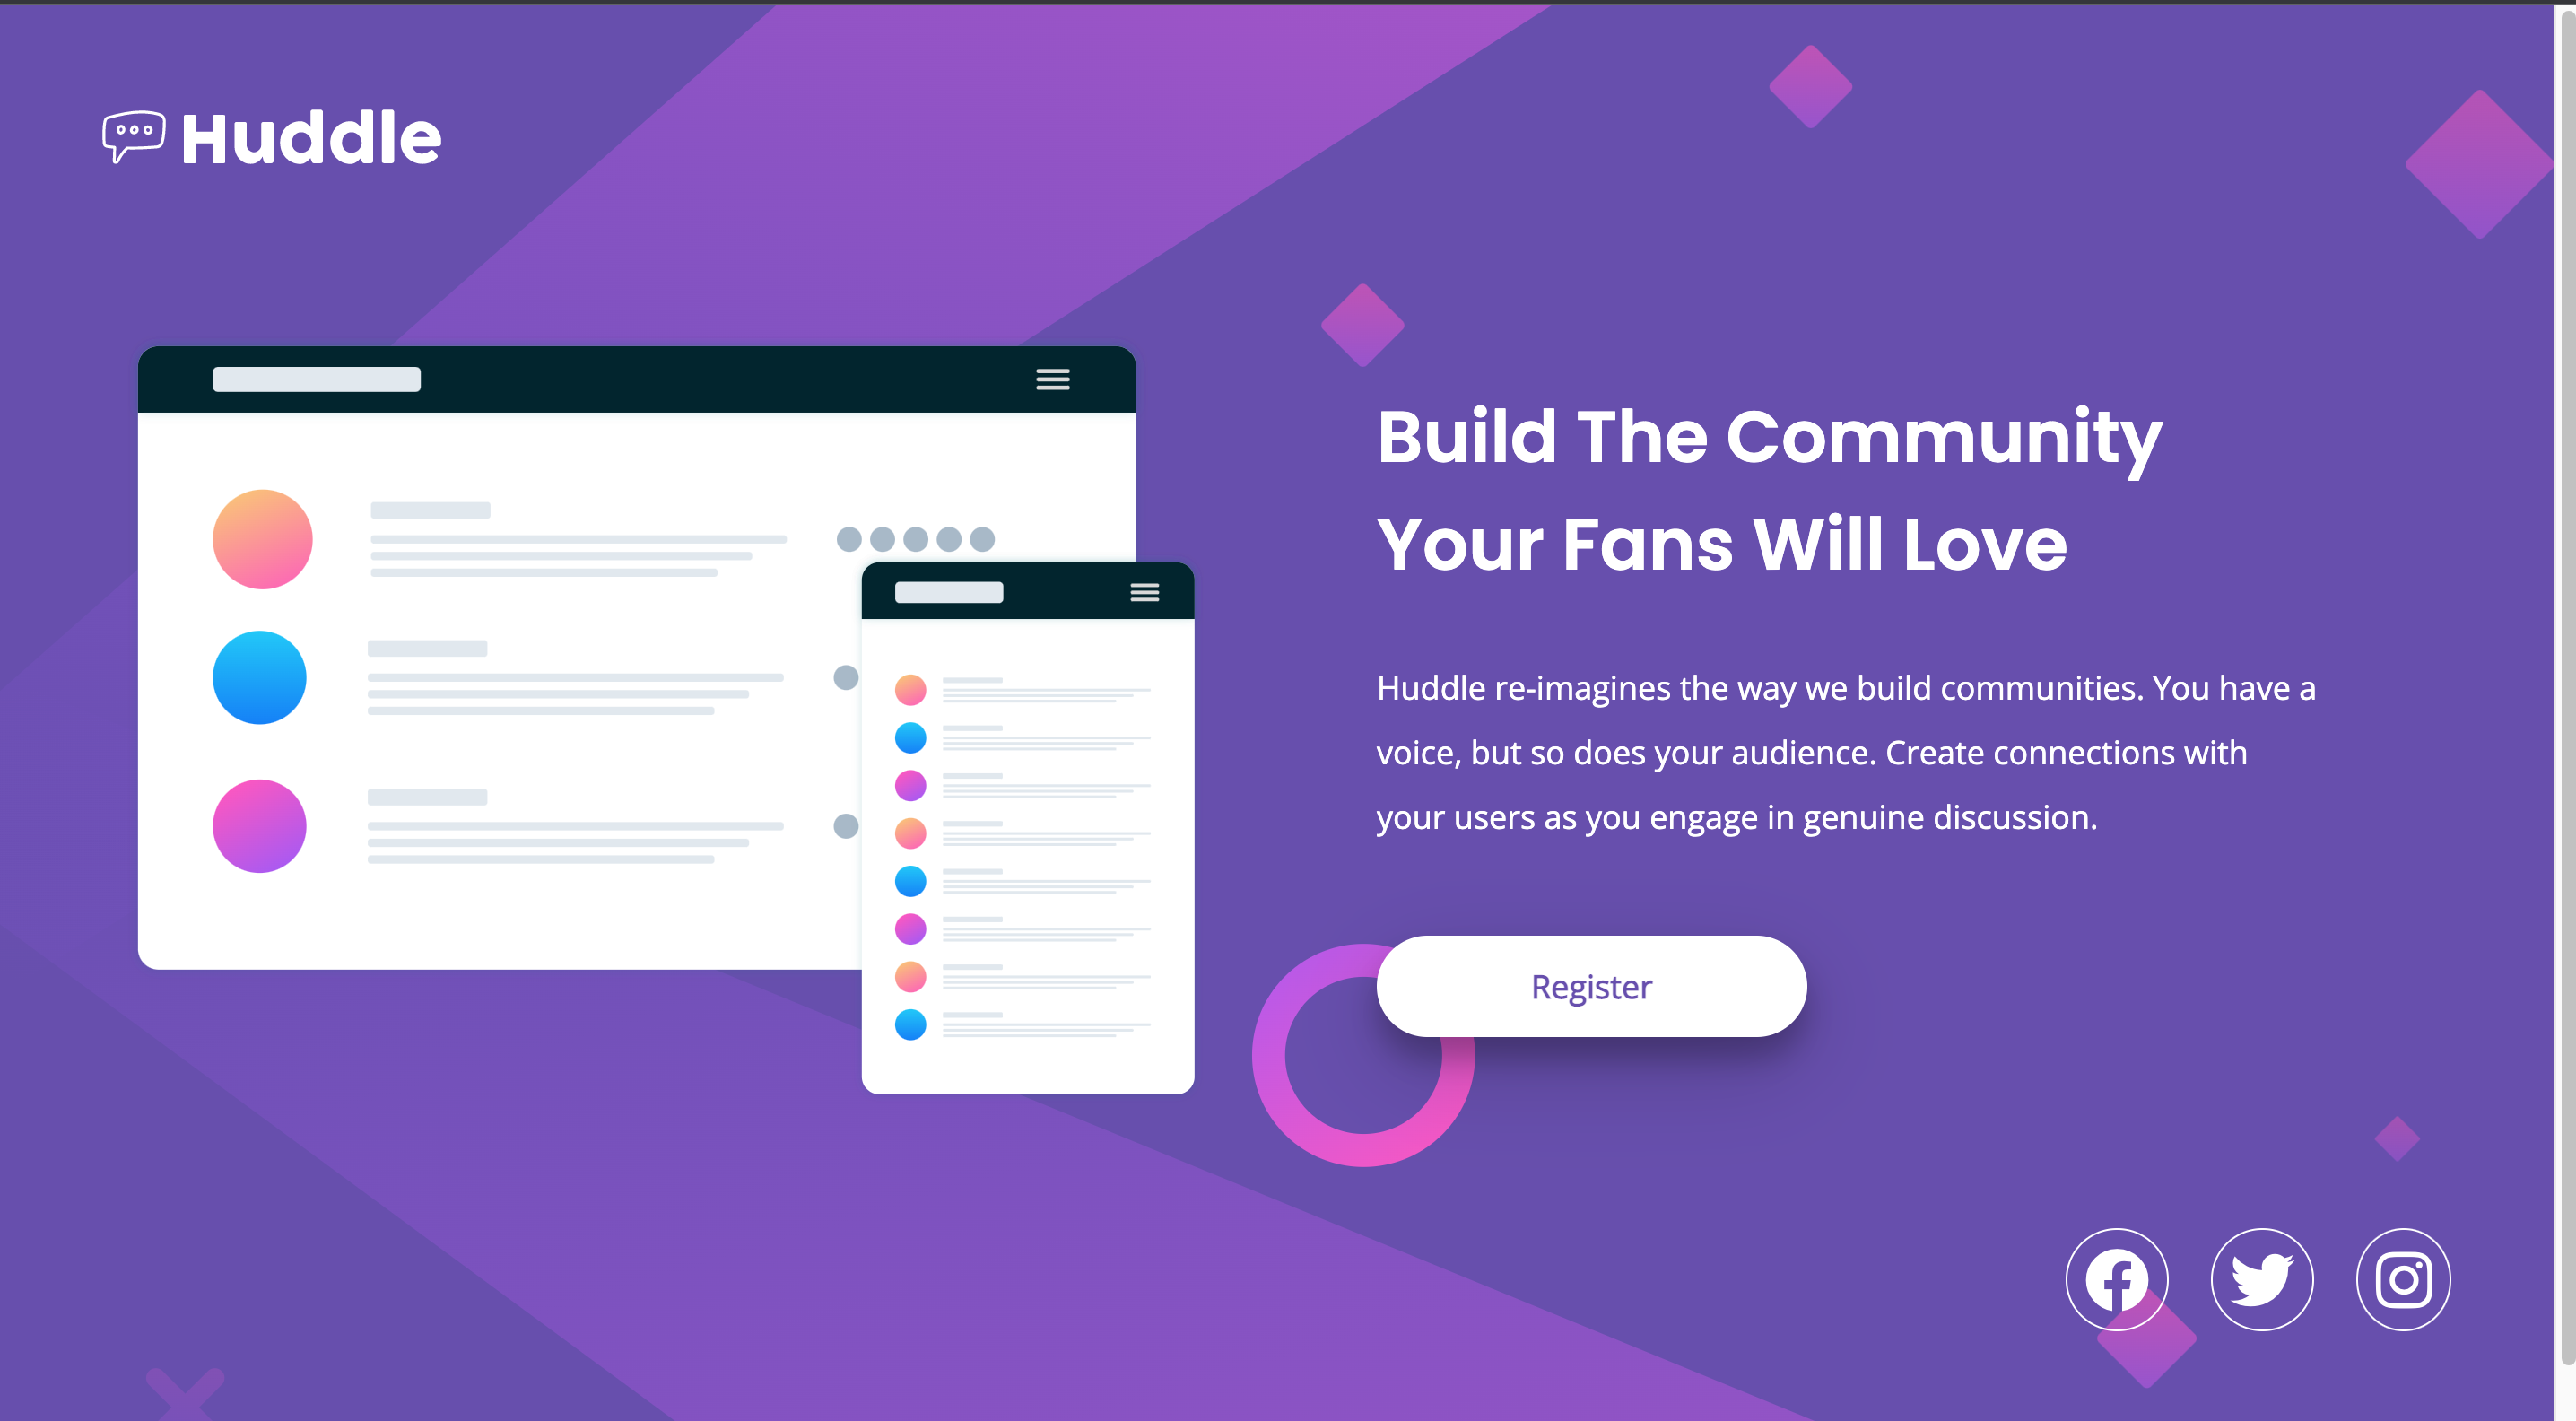 Huddle
Build The Community
Your Fans Will Love
Huddle re-imagines the way we build communities. You have a
voice, but so does your audience. Create connections with
your users as you engage in genuine discussion.
Register